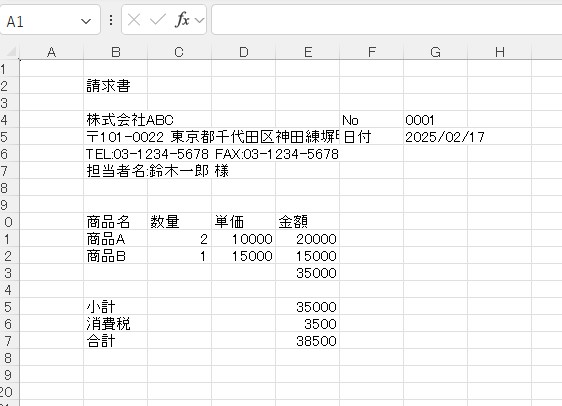 A1
fx
A B C D E F G H
1
2 請求書
3
4 株式会社ABC No 0001
5 〒101-0022 東京都千代田区神田練塀 日付 2025/02/17
6 TEL:03-1234-5678 FAX:03-1234-5678
7 担当者名:鈴木一郎 様
8
9
0 商品名 数量 単価 金額
1 商品A 2 10000 20000
2 商品B 1 15000 15000
3 35000
4
5 小計 35000
6 消費税 3500
7 合計 38500
8
9
20